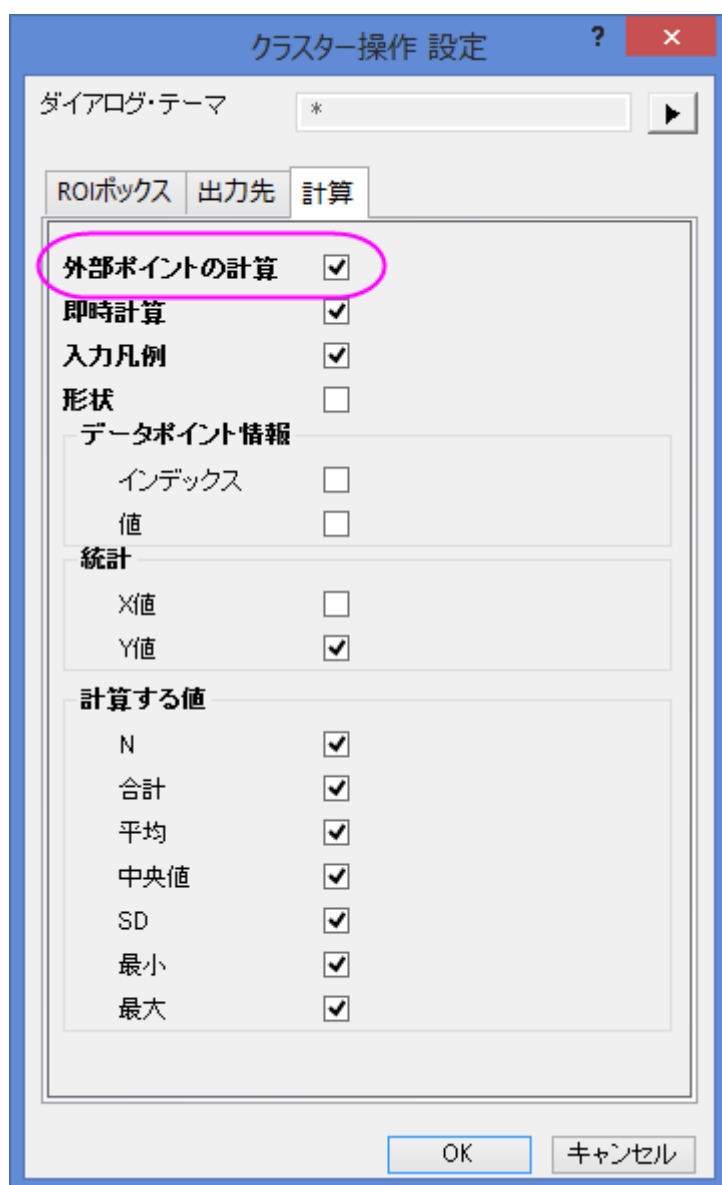 クラスター操作 設定 ? ×
ダイアログ・テーマ *
ROIボックス 出力先 計算
外部ポイントの計算
即時計算
入力凡例
形状
データポイント情報
インデックス
値
統計
X値
Y値
計算する値
N
合計
平均
中央値
SD
最小
最大
OK キャンセル